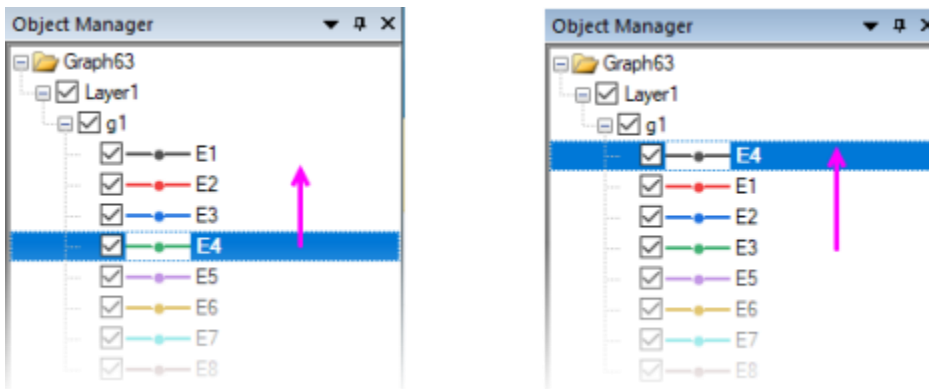 Object Manager
Graph63
Layer1
g1
E1
E2
E3
E4
E5
E6
E7
E8
Object Manager
Graph63
Layer1
g1
E4
E1
E2
E3
E5
E6
E7
E8